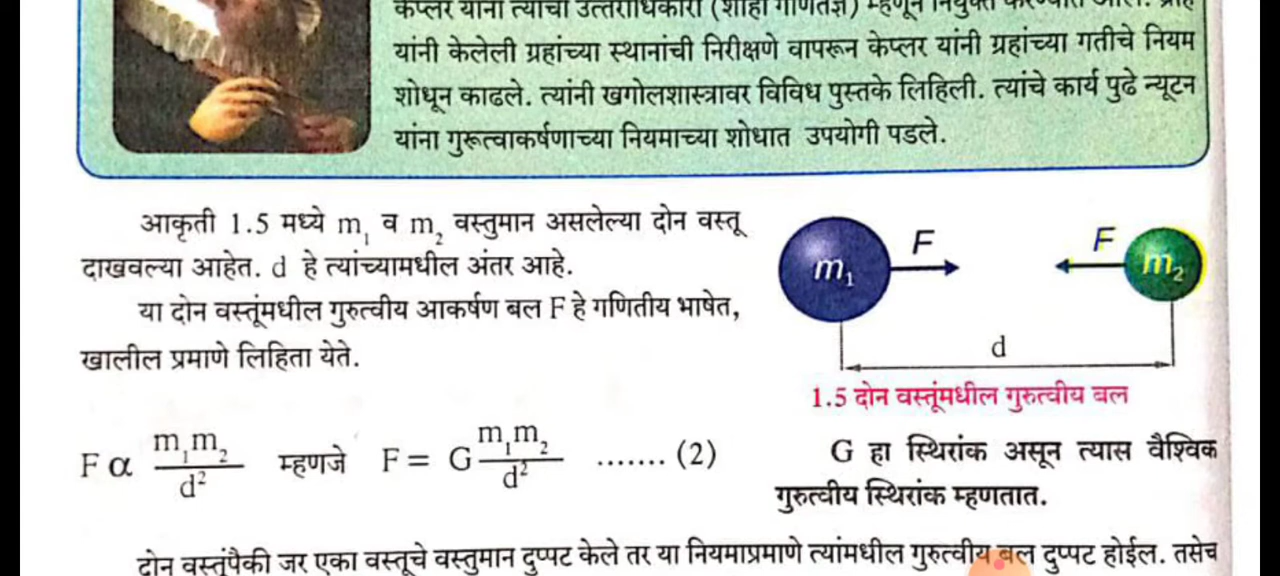 केप्लर यांना त्यांचा उत्तराधिकारी (शाही गणितज्ञ) म्हणून नियुक्त करण्यात आले.
यांनी केलेली ग्रहांच्या स्थानांची निरीक्षणे वापरून केप्लर यांनी ग्रहांच्या गतीचे नियम
शोधून काढले. त्यांनी खगोलशास्त्रावर विविध पुस्तके लिहिली. त्यांचे कार्य पुढे न्यूटन
यांना गुरूत्वाकर्षणाच्या नियमाच्या शोधात उपयोगी पडले.
आकृती 1.5 मध्ये m₁ व m₂ वस्तुमान असलेल्या दोन वस्तू
दाखवल्या आहेत. d हे त्यांच्यामधील अंतर आहे.
या दोन वस्तूंमधील गुरुत्वीय आकर्षण बल F हे गणितीय भाषेत,
खालील प्रमाणे लिहिता येते.
F α m₁m₂/d² म्हणजे F = G m₁m₂/d² ....... (2)
m₁ F F m₂
d
1.5 दोन वस्तूंमधील गुरुत्वीय बल
G हा स्थिरांक असून त्यास वैश्विक
गुरुत्वीय स्थिरांक म्हणतात.
दोन वस्तूंपैकी जर एका वस्तूचे वस्तुमान दुप्पट केले तर या नियमाप्रमाणे त्यांमधील गुरुत्वीय बल दुप्पट होईल. तसेच